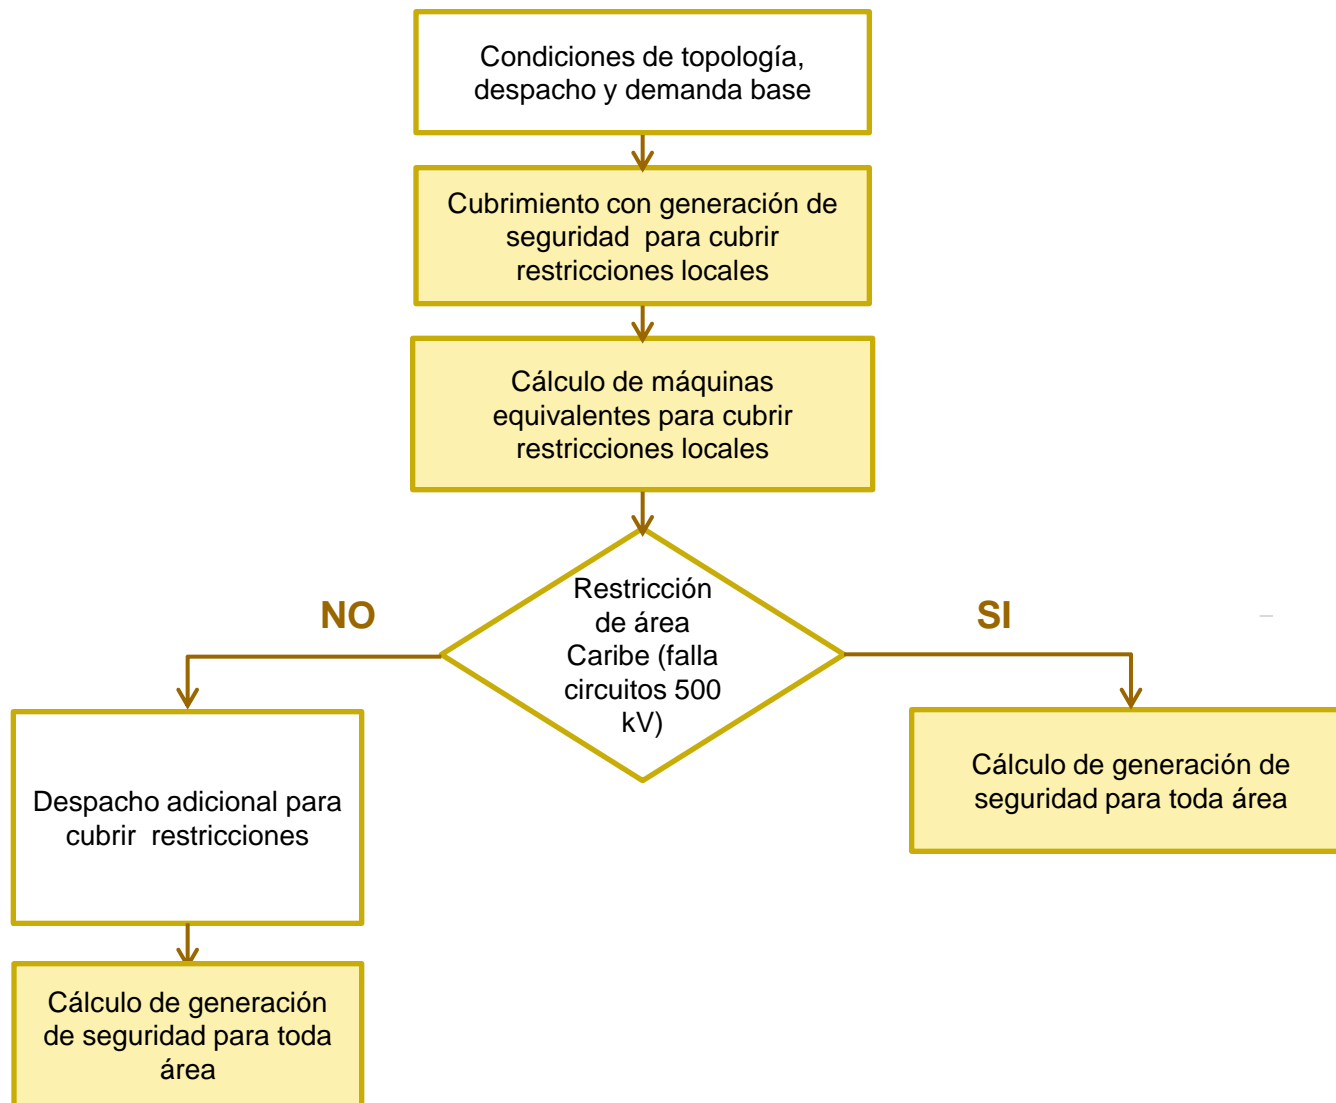 Condiciones de topología,
despacho y demanda base
Cubrimiento con generación de
seguridad para cubrir
restricciones locales
Cálculo de máquinas
equivalentes para cubrir
restricciones locales
Restricción
de área
Caribe (falla
circuitos 500
kV)
NO
SI
Despacho adicional para
cubrir restricciones
Cálculo de generación de
seguridad para toda área
Cálculo de generación
de seguridad para toda
área